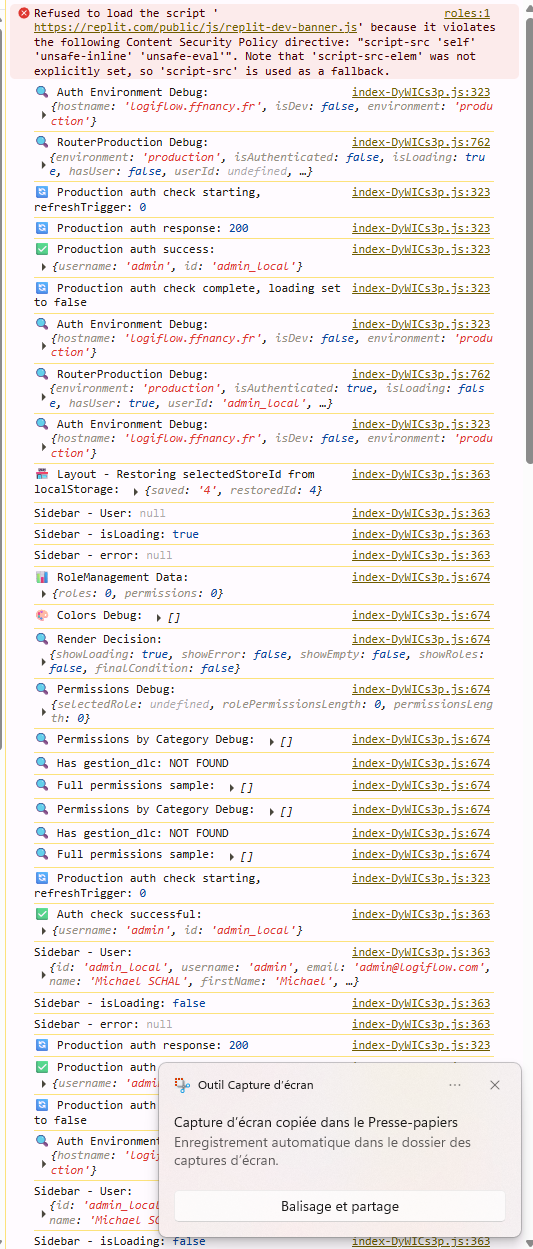 Refused to load the script ' roles:1
https://replit.com/public/js/replit-dev-banner.js' because it violates
the following Content Security Policy directive: "script-src 'self'
'unsafe-inline' 'unsafe-eval'". Note that 'script-src-elem' was not
explicitly set, so 'script-src' is used as a fallback.
Auth Environment Debug: index-DyWICs3p.js:323
{hostname: 'logiflow.ffnancy.fr', isDev: false, environment: 'produ
ction'}
RouterProduction Debug: index-DyWICs3p.js:762
{environment: 'production', isAuthenticated: false, isLoading: tru
e, hasUser: false, userId: undefined, …}
Production auth check starting, index-DyWICs3p.js:323
refreshTrigger: 0
Production auth response: 200 index-DyWICs3p.js:323
Production auth success: index-DyWICs3p.js:323
{username: 'admin', id: 'admin_local'}
Production auth check complete, loading set index-DyWICs3p.js:323
to false
Auth Environment Debug: index-DyWICs3p.js:323
{hostname: 'logiflow.ffnancy.fr', isDev: false, environment: 'produ
ction'}
RouterProduction Debug: index-DyWICs3p.js:762
{environment: 'production', isAuthenticated: true, isLoading: fals
e, hasUser: true, userId: 'admin_local', …}
Auth Environment Debug: index-DyWICs3p.js:323
{hostname: 'logiflow.ffnancy.fr', isDev: false, environment: 'produ
ction'}
Layout - Restoring selectedStoreId from index-DyWICs3p.js:363
localStorage: {saved: '4', restoredId: 4}
Sidebar - User: null index-DyWICs3p.js:363
Sidebar - isLoading: true index-DyWICs3p.js:363
Sidebar - error: null index-DyWICs3p.js:363
RoleManagement Data: index-DyWICs3p.js:674
{roles: 0, permissions: 0}
Colors Debug: [] index-DyWICs3p.js:674
Render Decision: index-DyWICs3p.js:674
{showLoading: true, showError: false, showEmpty: false, showRoles:
false, finalCondition: false}
Permissions Debug: index-DyWICs3p.js:674
{selectedRole: undefined, rolePermissionsLength: 0, permissionsLeng
th: 0}
Permissions by Category Debug: [] index-DyWICs3p.js:674
Has gestion_dlc: NOT FOUND index-DyWICs3p.js:674
Full permissions sample: [] index-DyWICs3p.js:674
Permissions by Category Debug: [] index-DyWICs3p.js:674
Has gestion_dlc: NOT FOUND index-DyWICs3p.js:674
Full permissions sample: [] index-DyWICs3p.js:674
Production auth check starting, index-DyWICs3p.js:323
refreshTrigger: 0
Auth check successful: index-DyWICs3p.js:363
{username: 'admin', id: 'admin_local'}
Sidebar - User: index-DyWICs3p.js:363
{id: 'admin_local', username: 'admin', email: 'admin@logiflow.com',
name: 'Michael SCHAL', firstName: 'Michael', …}
Sidebar - isLoading: false index-DyWICs3p.js:363
Sidebar - error: null index-DyWICs3p.js:363
Production auth response: 200 index-DyWICs3p.js:323
Production
{username: 'admi
Production auth
to false
Auth Environment
{hostname: 'logi
ction'}
Sidebar - User:
{id: 'admin_loca
name: 'Michael SC
Sidebar - isLoading: false index-DyWICs3p.js:363
Outil Capture d'écran
Capture d'écran copiée dans le Presse-papiers
Enregistrement automatique dans le dossier des
captures d'écran.
Balisage et partage